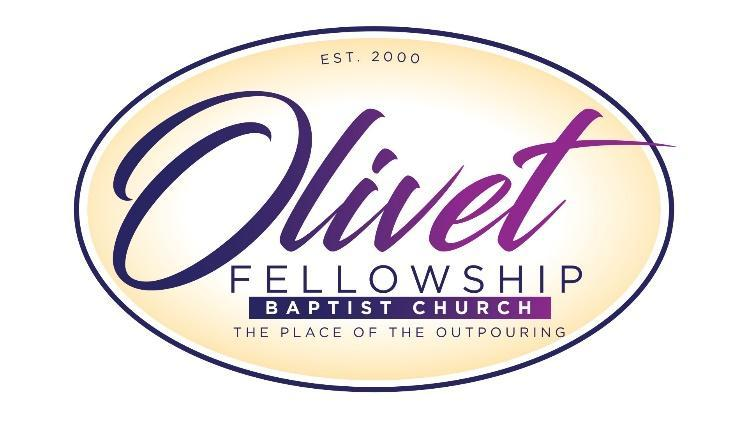 EST. 2000
Olivet
FELLOWSHIP
BAPTIST CHURCH
THE PLACE OF THE OUTPOURING